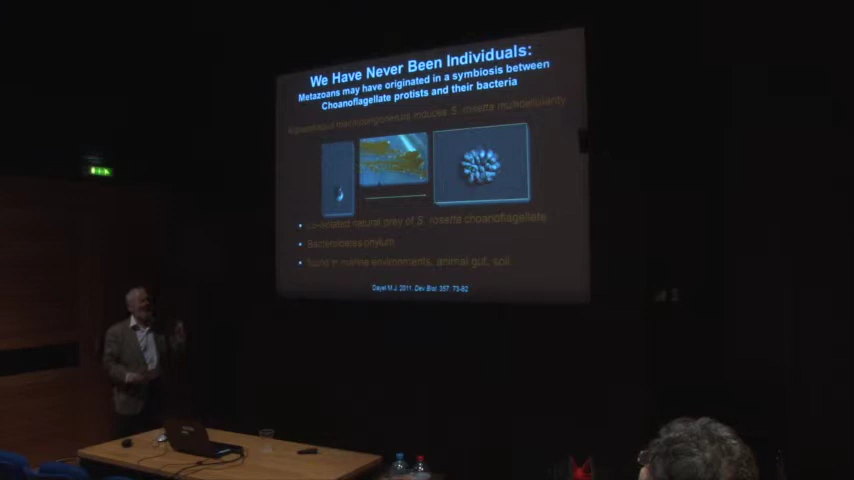 We Have Never Been Individuals:
Metazoans may have originated in a symbiosis between
Choanoflagellate protists and their bacteria
induces S. rosetta multicellularity
natural prey of S. rosetta choanoflagellate
Bacteroidetes phylum
found in marine environments, animal gut, soil
Dayel M.J. 2011. Dev Biol. 357: 73-82